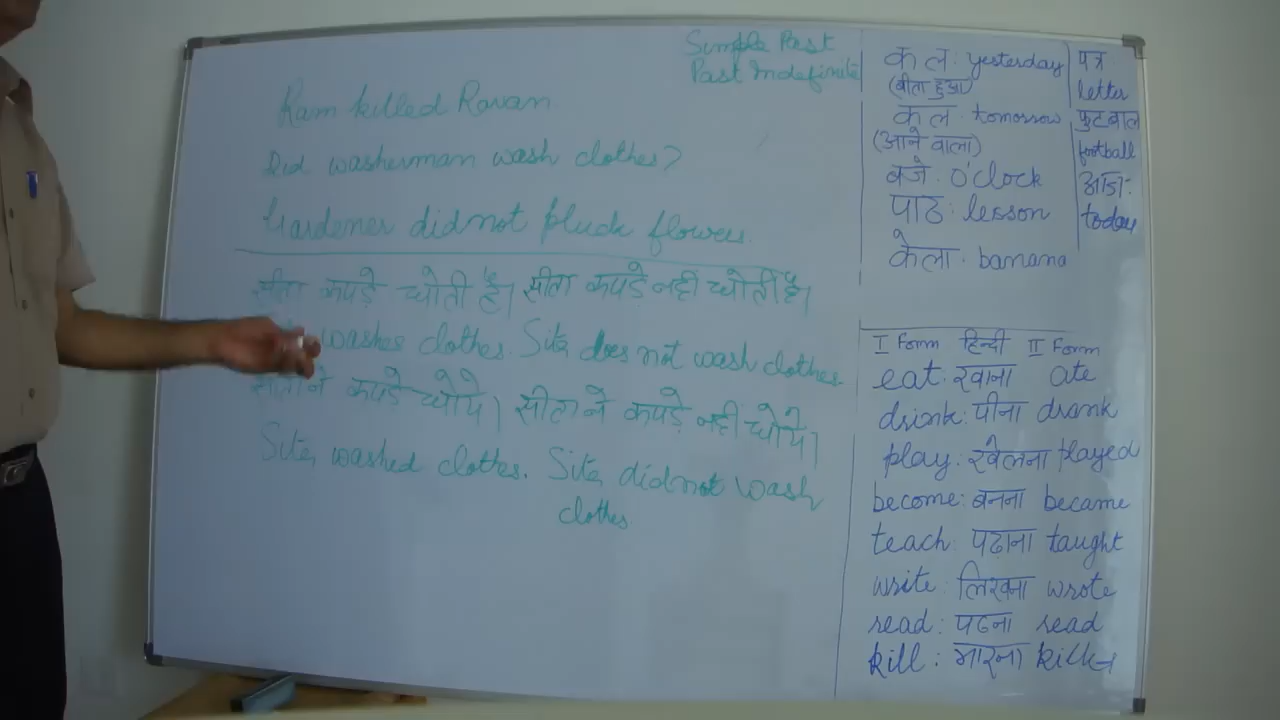 Simple Past
Past Indefinite
Ram killed Ravan
Did washerman wash clothes?
Gardener did not pluck flowers.
सीता कपड़े धोती है। सीता कपड़े नहीं धोती है।
washes clothes. Sita does not wash clothes
सीता ने कपड़े धोये। सीता ने कपड़े नहीं धोये।
Sita washed clothes. Sita did not wash
clothes
कल: yesterday
(बीता हुआ)
कल. tomorrow
(आने वाला)
बजे. O'clock
पाठ: lesson
केला. banana
पत्र
letter
फुटबाल
football
आज:
today
I Form हिन्दी II Form
eat. खाना ate
drink: पीना drank
play. खेलना played
become: बनना became
teach: पढ़ाना taught
write: लिखना wrote
read: पढना read
kill: मारना